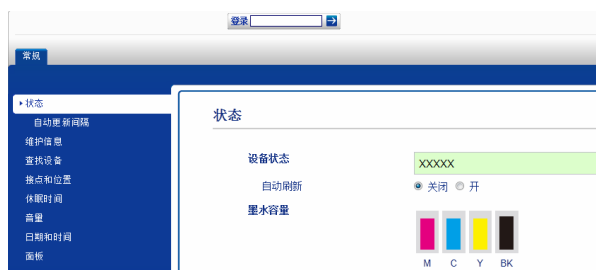 登录
常规
状态
自动更新间隔
维护信息
查找设备
接点和位置
休眠时间
音量
日期和时间
面板
状态
设备状态 XXXXX
自动刷新 关闭 开
墨水容量
M C Y BK